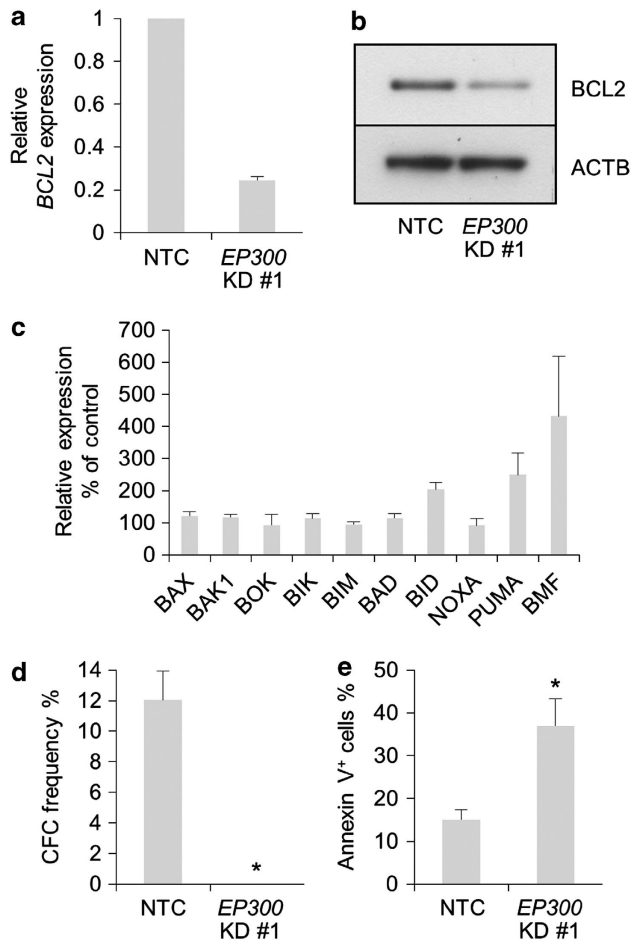 a
Relative
BCL2 expression
1
0.8
0.6
0.4
0.2
0
NTC
EP300
KD #1
b
BCL2
ACTB
NTC
EP300
KD #1
c
Relative expression
% of control
700
600
500
400
300
200
100
0
BAX
BAK1
BOK
BIK
BIM
BAD
BID
NOXA
PUMA
BMF
d
CFC frequency %
14
12
10
8
6
4
2
0
*
NTC
EP300
KD #1
e
Annexin V⁺ cells %
50
40
30
20
10
0
*
NTC
EP300
KD #1